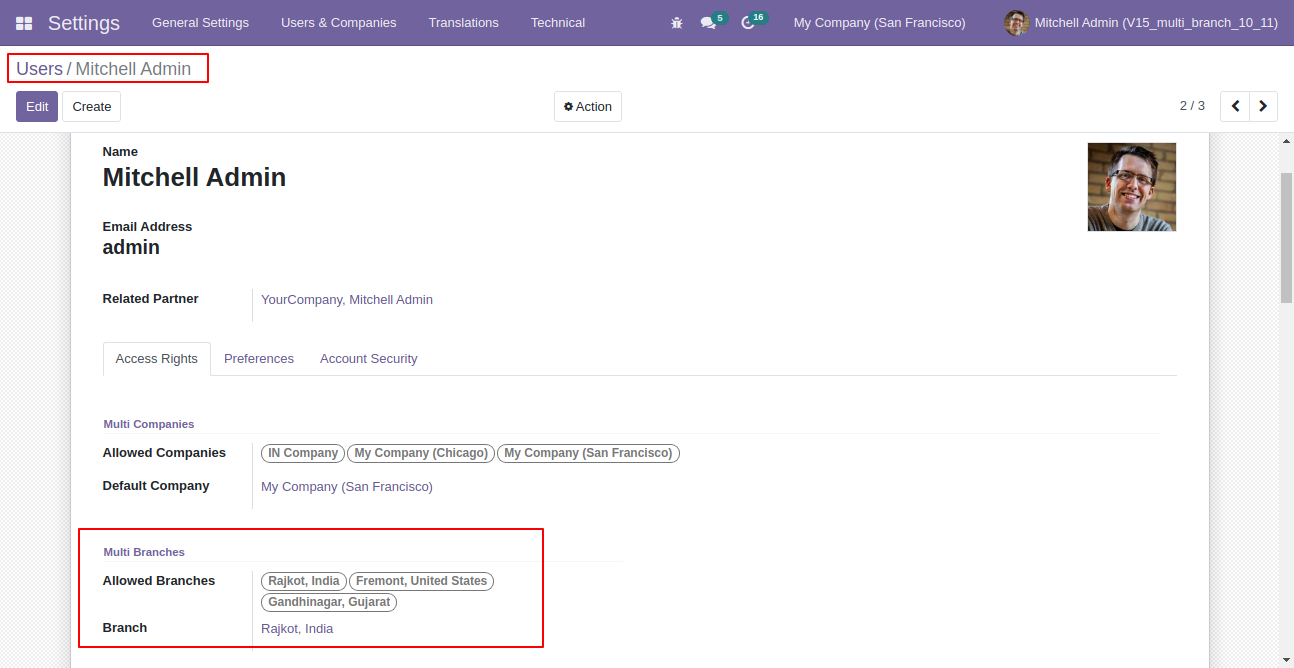 Settings General Settings Users & Companies Translations Technical 5 16 My Company (San Francisco) Mitchell Admin (V15_multi_branch_10_11)
Users / Mitchell Admin
Edit Create Action 2 / 3
Name
Mitchell Admin
Email Address
admin
Related Partner YourCompany, Mitchell Admin
Access Rights Preferences Account Security
Multi Companies
Allowed Companies IN Company My Company (Chicago) My Company (San Francisco)
Default Company My Company (San Francisco)
Multi Branches
Allowed Branches Rajkot, India Fremont, United States
Gandhinagar, Gujarat
Branch Rajkot, India